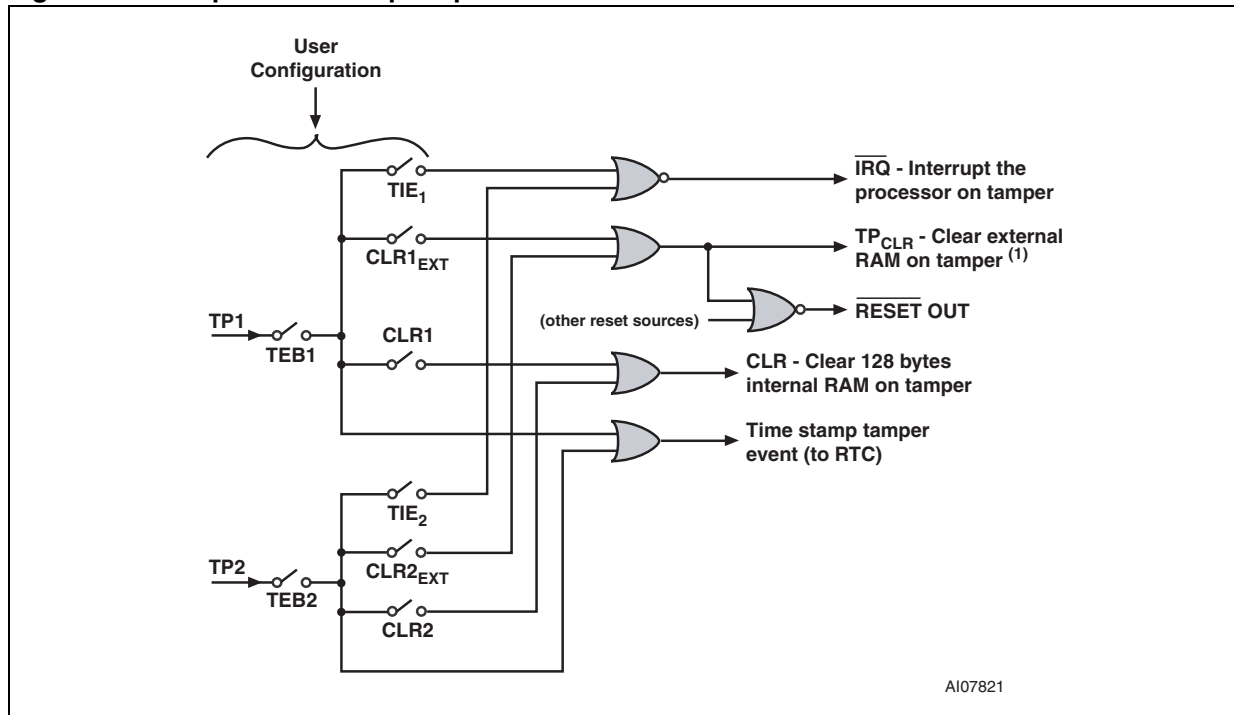 User
Configuration
TIE1
IRQ - Interrupt the
processor on tamper
CLR1EXT
TPCLR - Clear external
RAM on tamper (1)
(other reset sources)
RESET OUT
TP1
TEB1
CLR1
CLR - Clear 128 bytes
internal RAM on tamper
Time stamp tamper
event (to RTC)
TIE2
TP2
TEB2
CLR2EXT
CLR2
AI07821